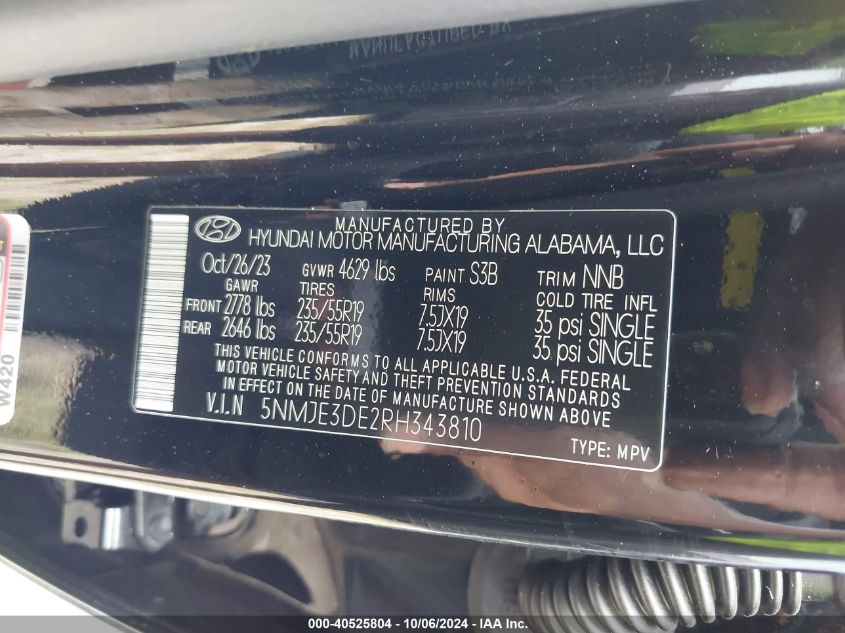 MANUFACTURED BY
HYUNDAI MOTOR MANUFACTURING ALABAMA, LLC
Oct/26/23 GVWR 4629 lbs PAINT S3B TRIM NNB
GAWR TIRES RIMS COLD TIRE INFL
FRONT 2778 lbs 235/55R19 7.5JX19 35 psi SINGLE
REAR 2646 lbs 235/55R19 7.5JX19 35 psi SINGLE
THIS VEHICLE CONFORMS TO ALL APPLICABLE U.S.A. FEDERAL
MOTOR VEHICLE SAFETY AND THEFT PREVENTION STANDARDS
IN EFFECT ON THE DATE OF MANUFACTURE SHOWN ABOVE.
V.I.N 5NMJE3DE2RH343810
TYPE: MPV
W420
000-40525804 - 10/06/2024 - IAA Inc.